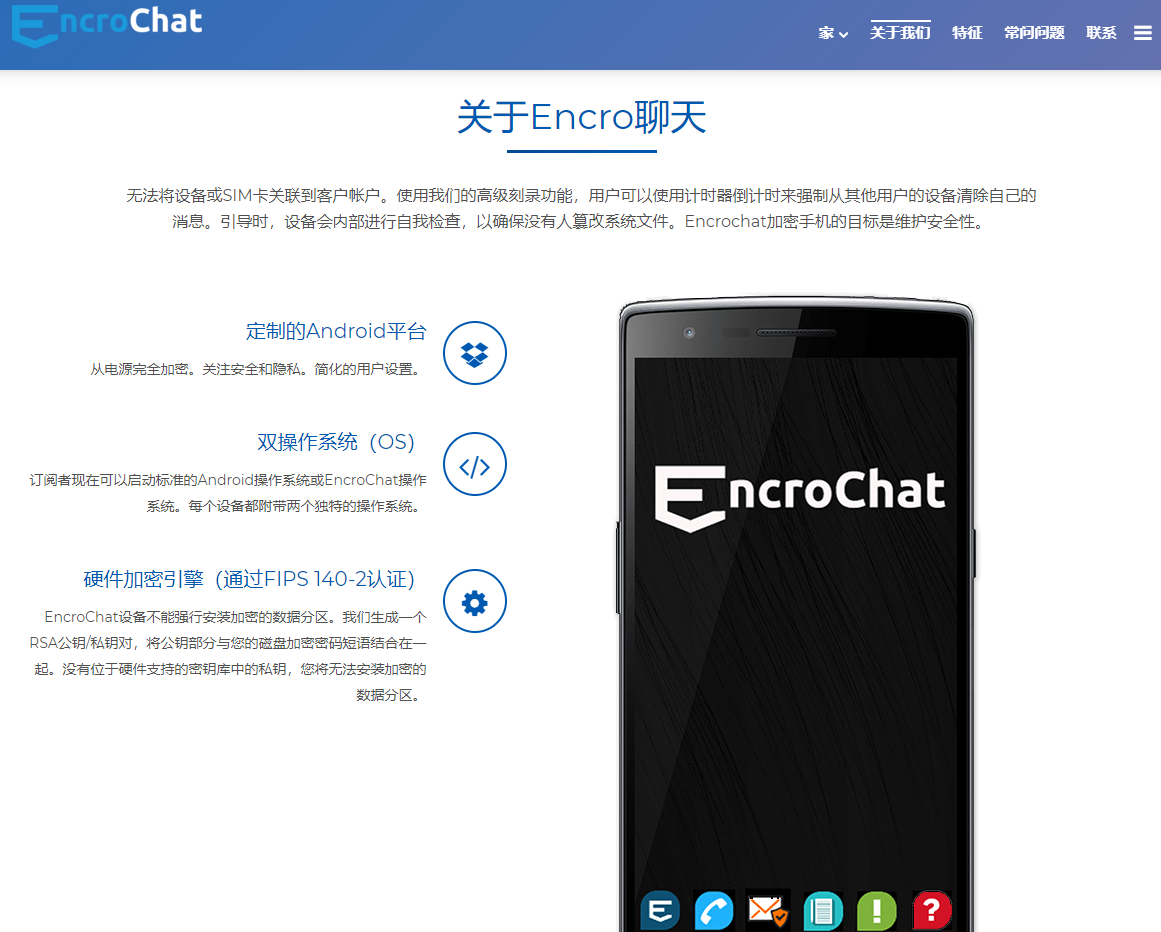 EncroChat
家 关于我们 特征 常问问题 联系
关于Encro聊天
无法将设备或SIM卡关联到客户帐户。使用我们的高级刻录功能，用户可以使用计时器倒计时来强制从其他用户的设备清除自己的
消息。引导时，设备会内部进行自我检查，以确保没有人篡改系统文件。Encrochat加密手机的目标是维护安全性。
定制的Android平台
从电源完全加密。关注安全和隐私。简化的用户设置。
双操作系统（OS）
订阅者现在可以启动标准的Android操作系统或EncroChat操作
系统。每个设备都附带两个独特的操作系统。
硬件加密引擎（通过FIPS 140-2认证）
EncroChat设备不能强行安装加密的数据分区。我们生成一个
RSA公钥/私钥对，将公钥部分与您的磁盘加密密码短语结合在一
起。没有位于硬件支持的密钥库中的私钥，您将无法安装加密的
数据分区。
EncroChat